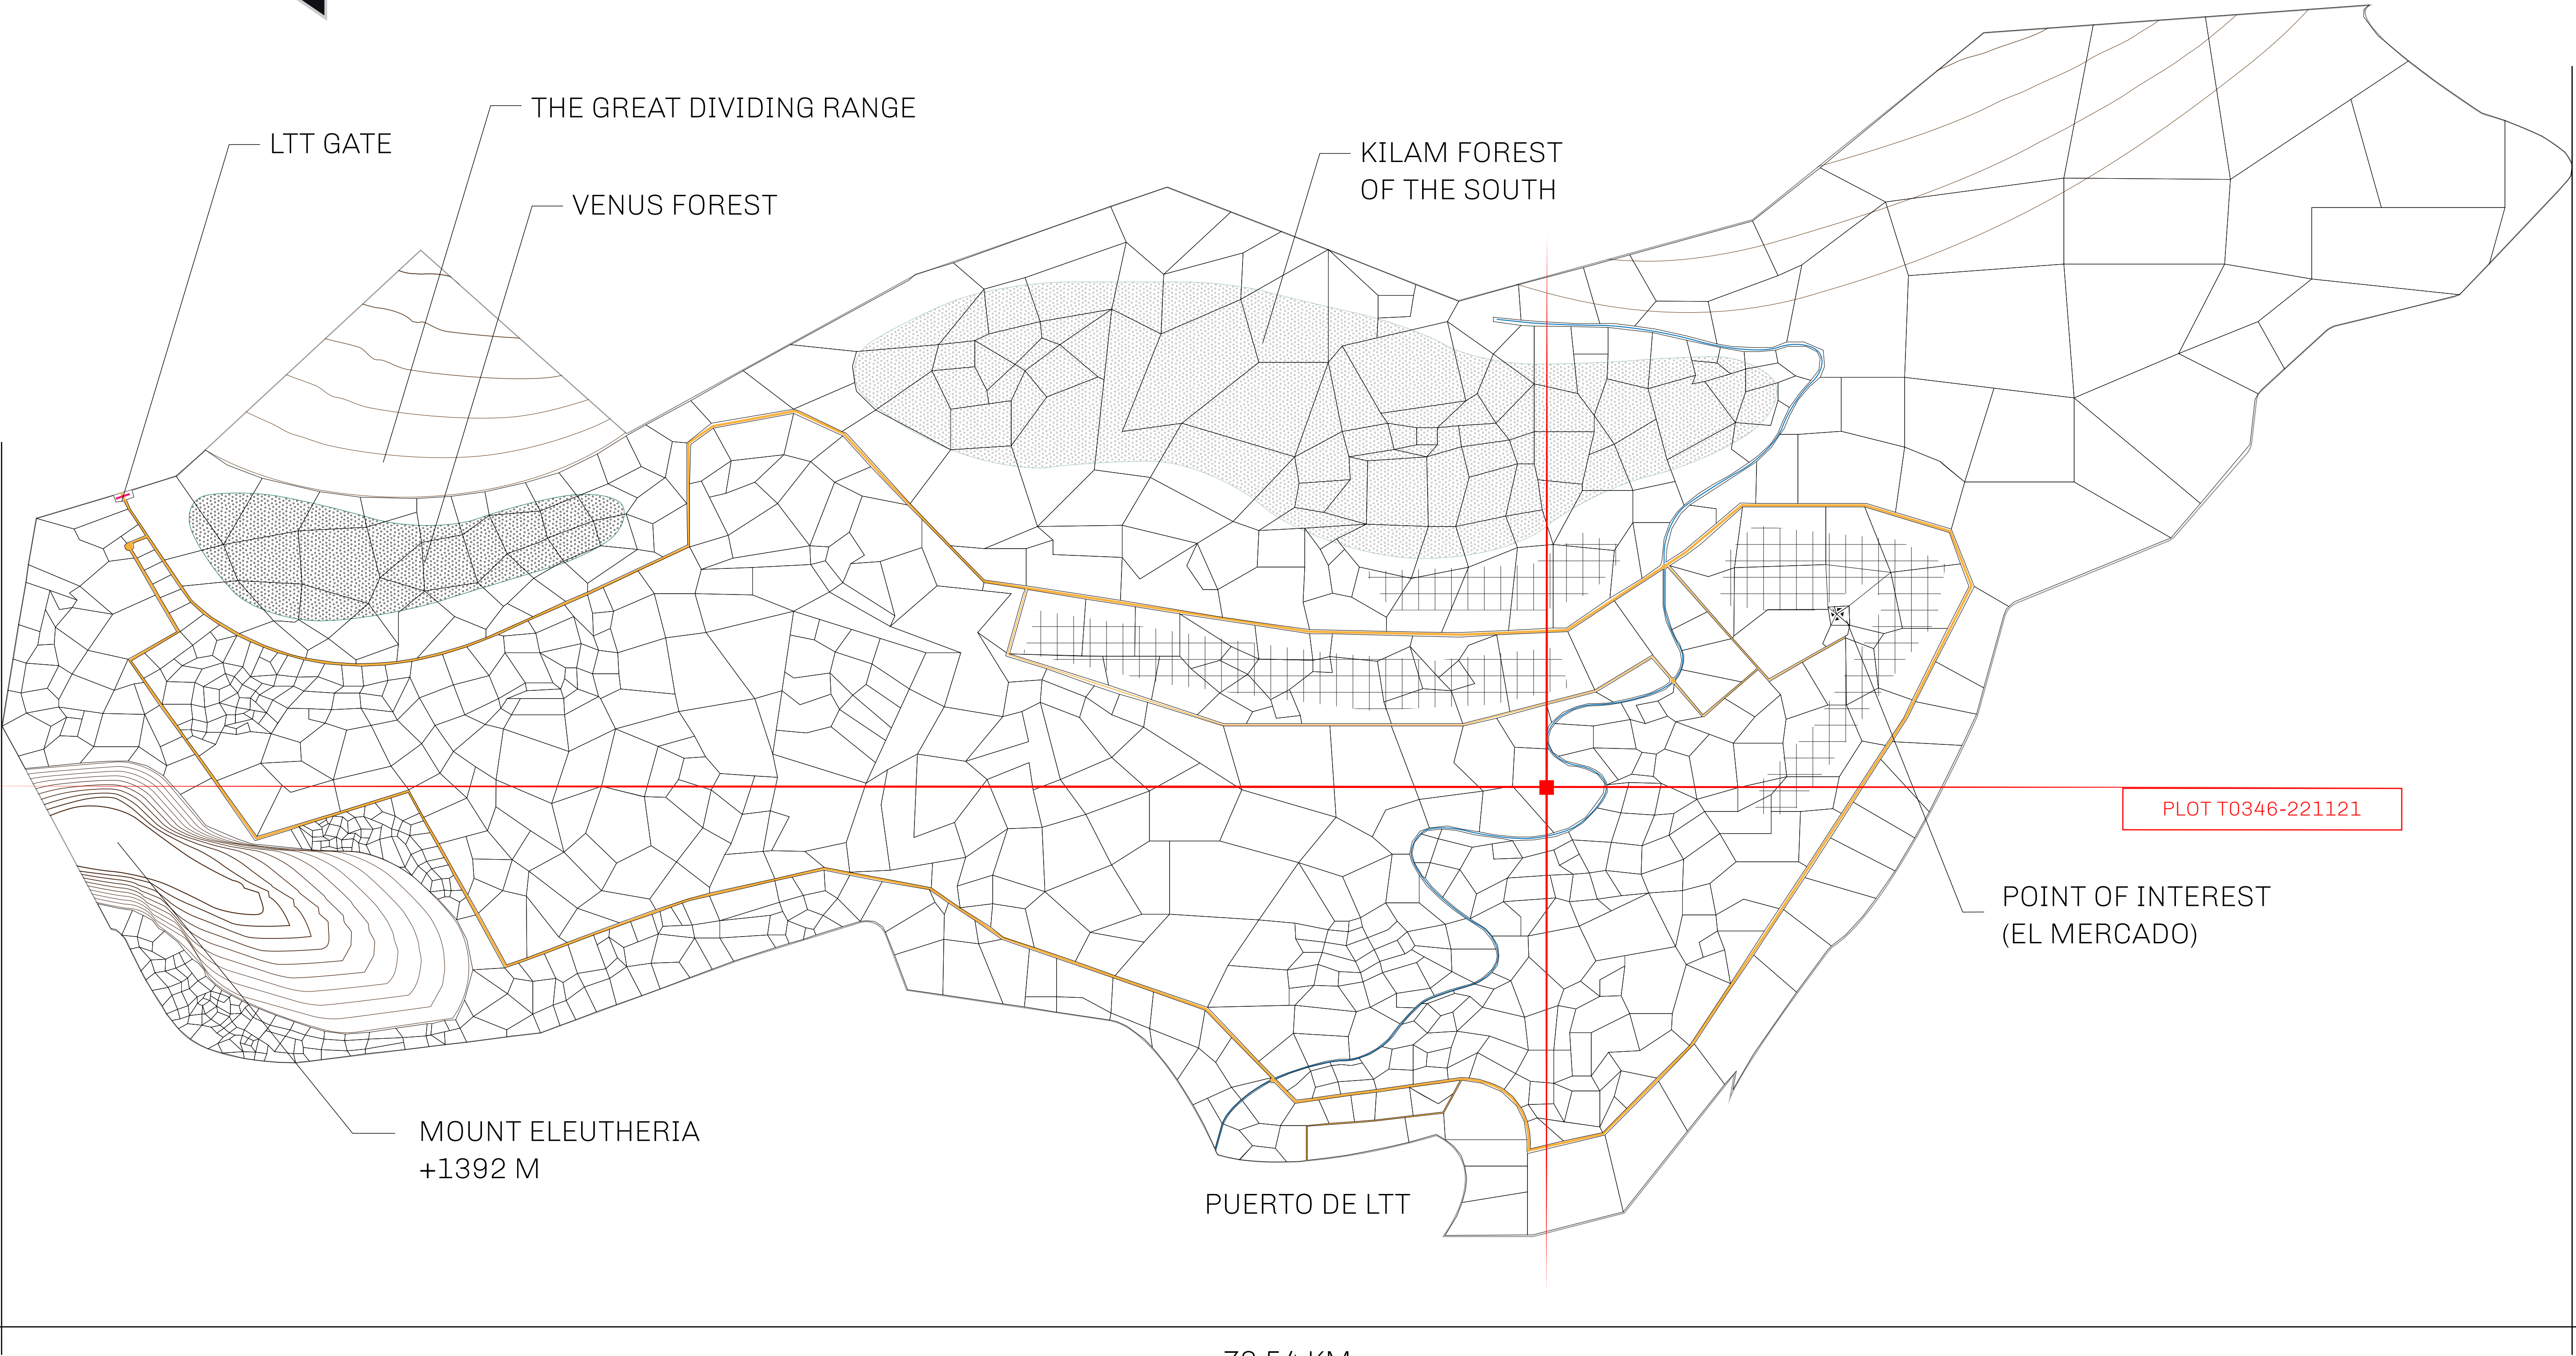 THE GREAT DIVIDING RANGE
LTT GATE
VENUS FOREST
KILAM FOREST
OF THE SOUTH
PLOT T0346-221121
POINT OF INTEREST
(EL MERCADO)
MOUNT ELEUTHERIA
+1392 M
PUERTO DE LTT